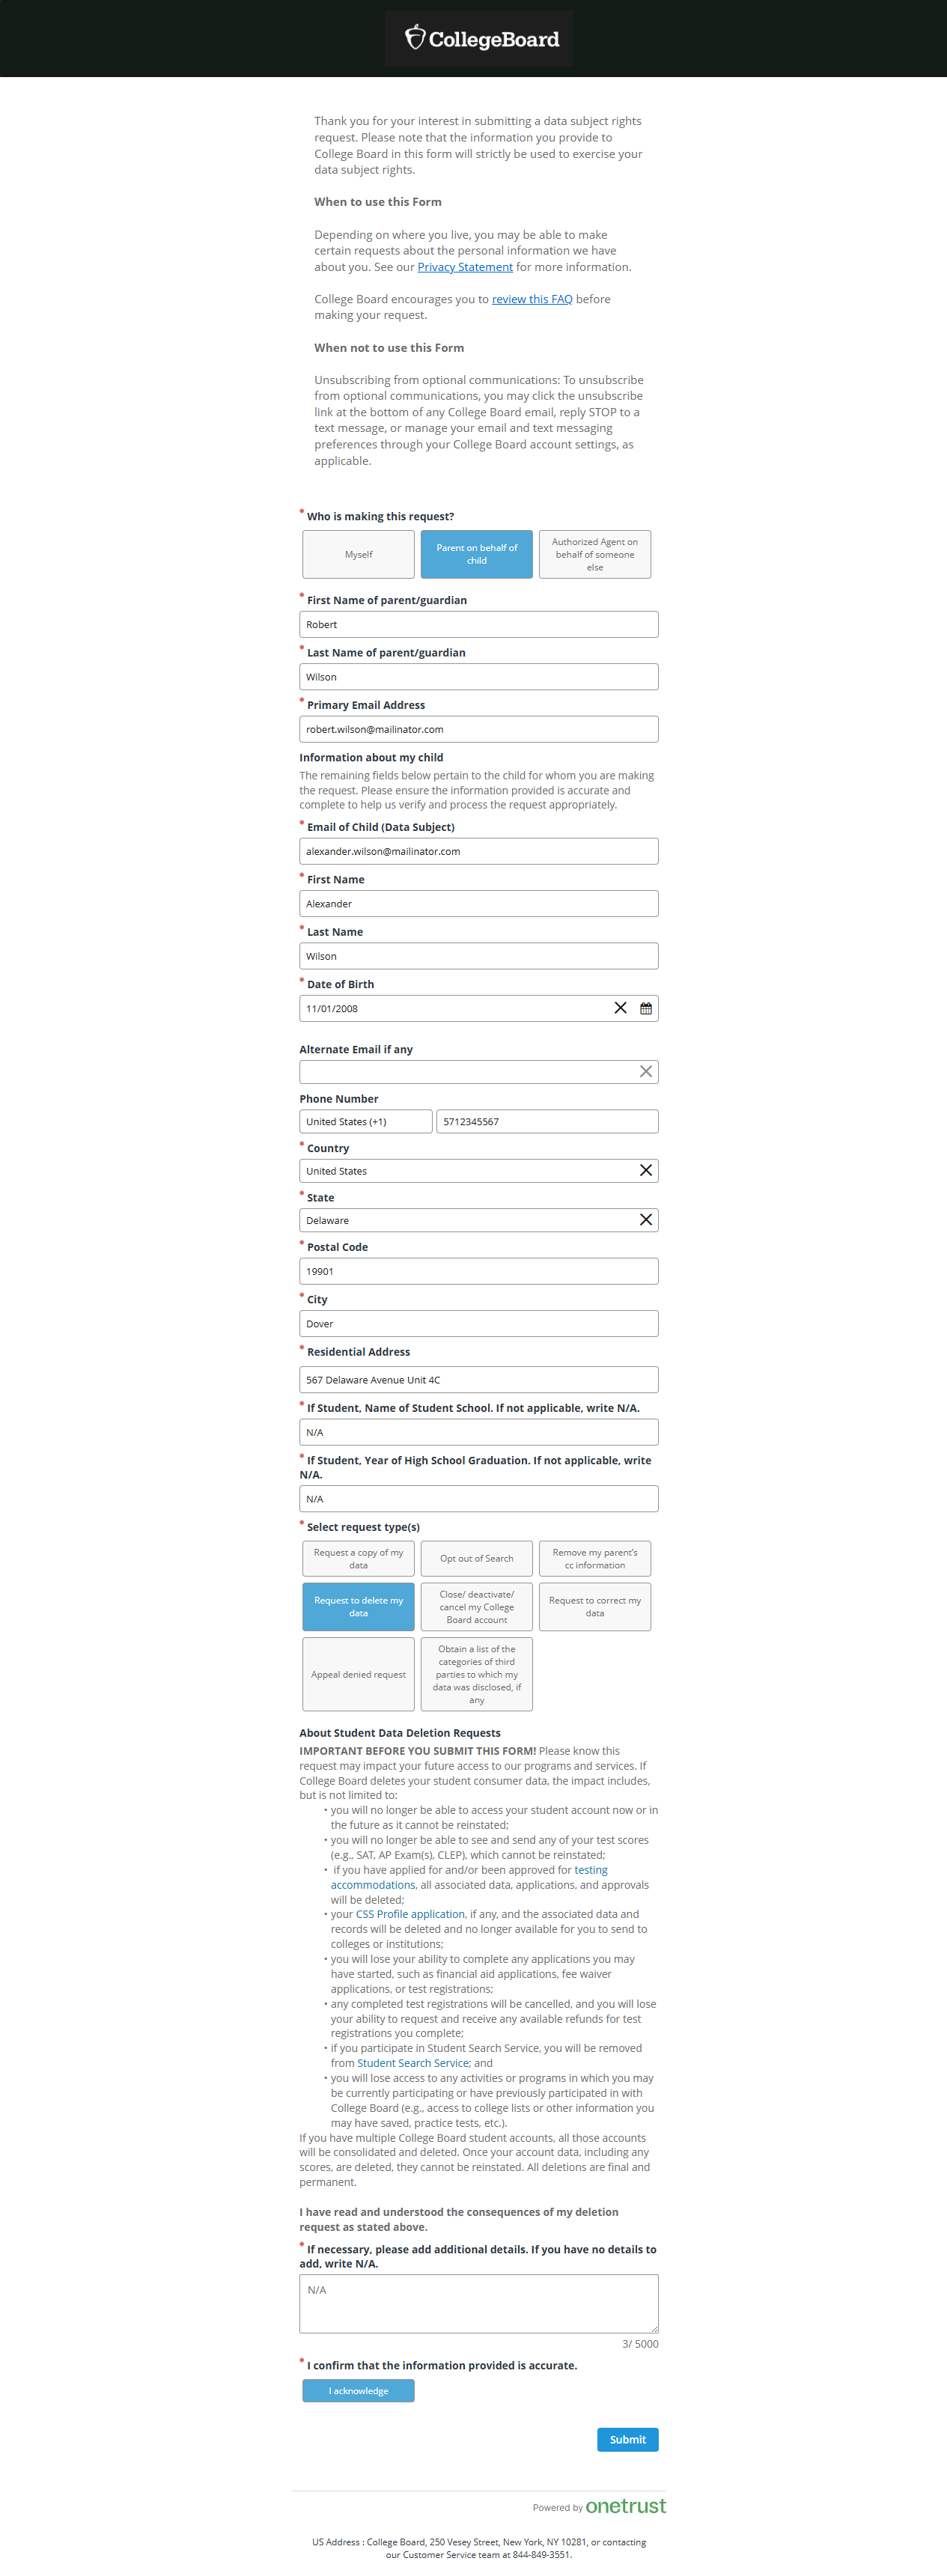 CollegeBoard
Thank you for your interest in submitting a data subject rights
request. Please note that the information you provide to
College Board in this form will strictly be used to exercise your
data subject rights.
When to use this Form
Depending on where you live, you may be able to make
certain requests about the personal information we have
about you. See our Privacy Statement for more information.
College Board encourages you to review this FAQ before
making your request.
When not to use this Form
Unsubscribing from optional communications: To unsubscribe
from optional communications, you may click the unsubscribe
link at the bottom of any College Board email, reply STOP to a
text message, or manage your email and text messaging
preferences through your College Board account settings, as
applicable.
* Who is making this request?
Myself
Parent on behalf of
child
Authorized Agent on
behalf of someone
else
* First Name of parent/guardian
Robert
* Last Name of parent/guardian
Wilson
* Primary Email Address
robert.wilson@mailinator.com
Information about my child
The remaining fields below pertain to the child for whom you are making
the request. Please ensure the information provided is accurate and
complete to help us verify and process the request appropriately.
* Email of Child (Data Subject)
alexander.wilson@mailinator.com
* First Name
Alexander
* Last Name
Wilson
* Date of Birth
11/01/2008
Alternate Email if any
Phone Number
United States (+1)
5712345567
* Country
United States
* State
Delaware
* Postal Code
19901
* City
Dover
* Residential Address
567 Delaware Avenue Unit 4C
* If Student, Name of Student School. If not applicable, write N/A.
N/A
* If Student, Year of High School Graduation. If not applicable, write
N/A.
N/A
* Select request type(s)
Request a copy of my
data
Opt out of Search
Remove my parent's
cc information
Request to delete my
data
Close/ deactivate/
cancel my College
Board account
Request to correct my
data
Appeal denied request
Obtain a list of the
categories of third
parties to which my
data was disclosed, if
any
About Student Data Deletion Requests
IMPORTANT BEFORE YOU SUBMIT THIS FORM! Please know this
request may impact your future access to our programs and services. If
College Board deletes your student consumer data, the impact includes,
but is not limited to:
• you will no longer be able to access your student account now or in
the future as it cannot be reinstated;
• you will no longer be able to see and send any of your test scores
(e.g., SAT, AP Exam(s), CLEP), which cannot be reinstated;
• if you have applied for and/or been approved for testing
accommodations, all associated data, applications, and approvals
will be deleted;
• your CSS Profile application, if any, and the associated data and
records will be deleted and no longer available for you to send to
colleges or institutions;
• you will lose your ability to complete any applications you may
have started, such as financial aid applications, fee waiver
applications, or test registrations;
• any completed test registrations will be cancelled, and you will lose
your ability to request and receive any available refunds for test
registrations you complete;
• if you participate in Student Search Service, you will be removed
from Student Search Service; and
• you will lose access to any activities or programs in which you may
be currently participating or have previously participated in with
College Board (e.g., access to college lists or other information you
may have saved, practice tests, etc.).
If you have multiple College Board student accounts, all those accounts
will be consolidated and deleted. Once your account data, including any
scores, are deleted, they cannot be reinstated. All deletions are final and
permanent.
I have read and understood the consequences of my deletion
request as stated above.
* If necessary, please add additional details. If you have no details to
add, write N/A.
N/A
3/ 5000
* I confirm that the information provided is accurate.
I acknowledge
Submit
Powered by onetrust
US Address : College Board, 250 Vesey Street, New York, NY 10281, or contacting
our Customer Service team at 844-849-3551.